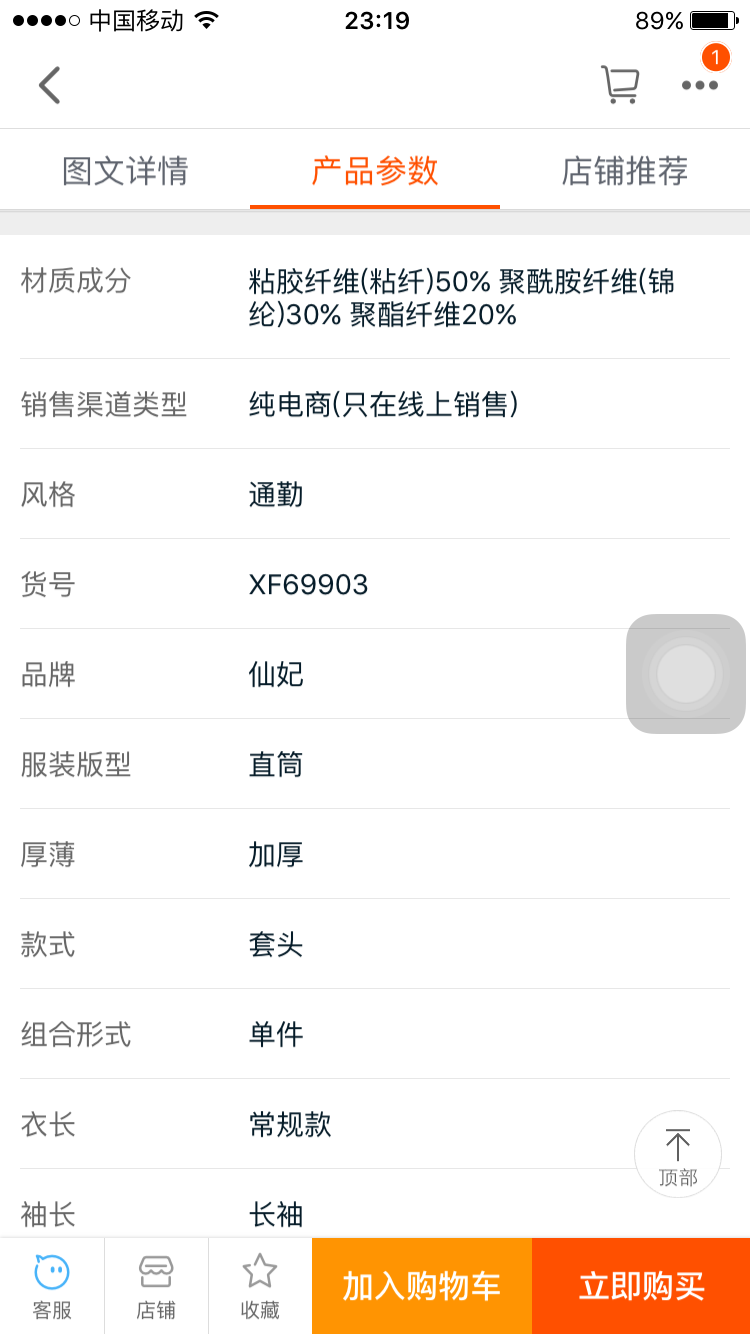 中国移动 23:19 89%
1
图文详情 产品参数 店铺推荐
材质成分 粘胶纤维(粘纤)50% 聚酰胺纤维(锦
纶)30% 聚酯纤维20%
销售渠道类型 纯电商(只在线上销售)
风格 通勤
货号 XF69903
品牌 仙妃
服装版型 直筒
厚薄 加厚
款式 套头
组合形式 单件
衣长 常规款
顶部
袖长 长袖
客服 店铺 收藏 加入购物车 立即购买